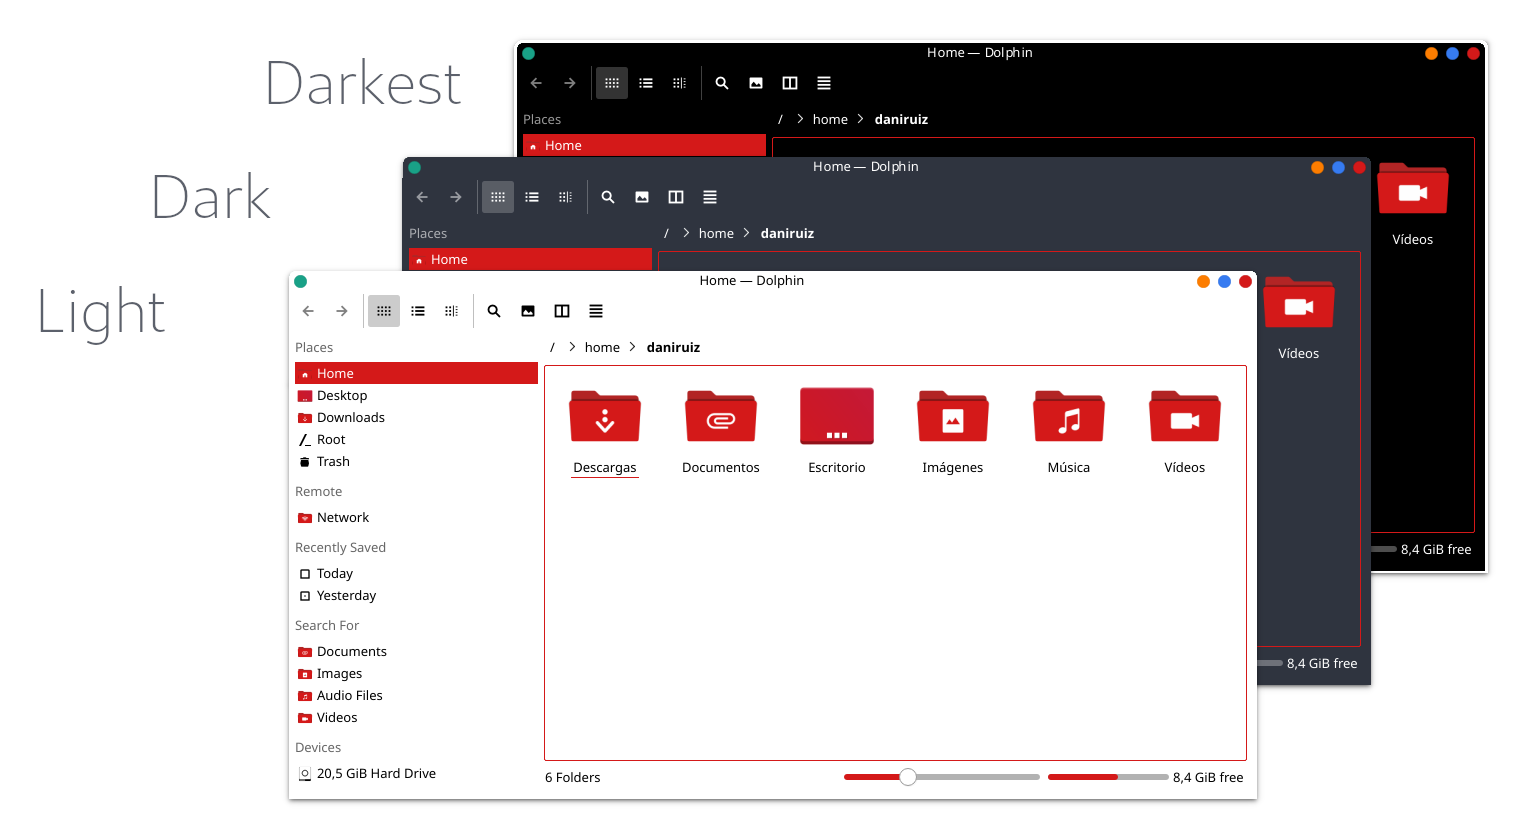 Darkest
Home — Dolphin
Places
/ > home > daniruiz
Home
Vídeos
8,4 GiB free
Dark
Home — Dolphin
Places
/ > home > daniruiz
Home
Vídeos
8,4 GiB free
Light
Home — Dolphin
Places
/ > home > daniruiz
Home
Desktop
Downloads
Root
Trash
Remote
Network
Recently Saved
Today
Yesterday
Search For
Documents
Images
Audio Files
Videos
Devices
20,5 GiB Hard Drive
Descargas Documentos Escritorio Imágenes Música Vídeos
6 Folders 8,4 GiB free